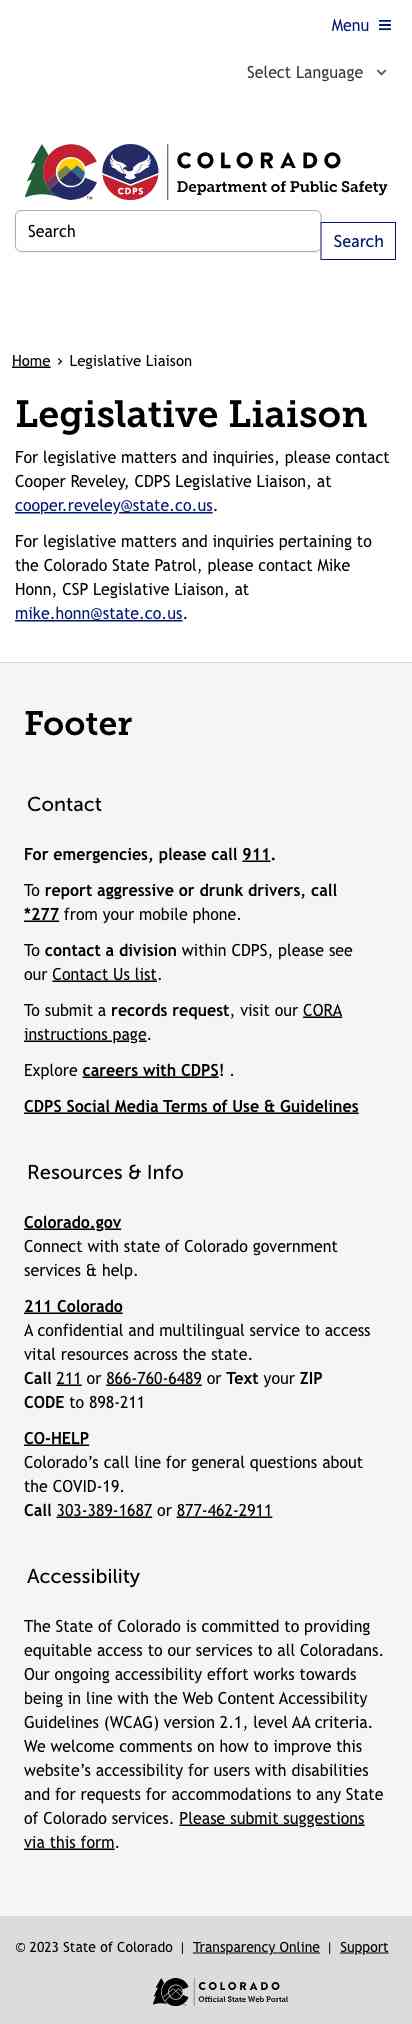 Menu
Select Language
COLORADO
CDPS
TM
Department of Public Safety
Search
Search
Home › Legislative Liaison
Legislative Liaison
For legislative matters and inquiries, please contact
Cooper Reveley, CDPS Legislative Liaison, at
cooper.reveley@state.co.us.
For legislative matters and inquiries pertaining to
the Colorado State Patrol, please contact Mike
Honn, CSP Legislative Liaison, at
mike.honn@state.co.us.
Footer
Contact
For emergencies, please call 911.
To report aggressive or drunk drivers, call
*277 from your mobile phone.
To contact a division within CDPS, please see
our Contact Us list.
To submit a records request, visit our CORA
instructions page.
Explore careers with CDPS! .
CDPS Social Media Terms of Use & Guidelines
Resources & Info
Colorado.gov
Connect with state of Colorado government
services & help.
211 Colorado
A confidential and multilingual service to access
vital resources across the state.
Call 211 or 866-760-6489 or Text your ZIP
CODE to 898-211
CO-HELP
Colorado's call line for general questions about
the COVID-19.
Call 303-389-1687 or 877-462-2911
Accessibility
The State of Colorado is committed to providing
equitable access to our services to all Coloradans.
Our ongoing accessibility effort works towards
being in line with the Web Content Accessibility
Guidelines (WCAG) version 2.1, level AA criteria.
We welcome comments on how to improve this
website's accessibility for users with disabilities
and for requests for accommodations to any State
of Colorado services. Please submit suggestions
via this form.
© 2023 State of Colorado | Transparency Online | Support
COLORADO
Official State Web Portal